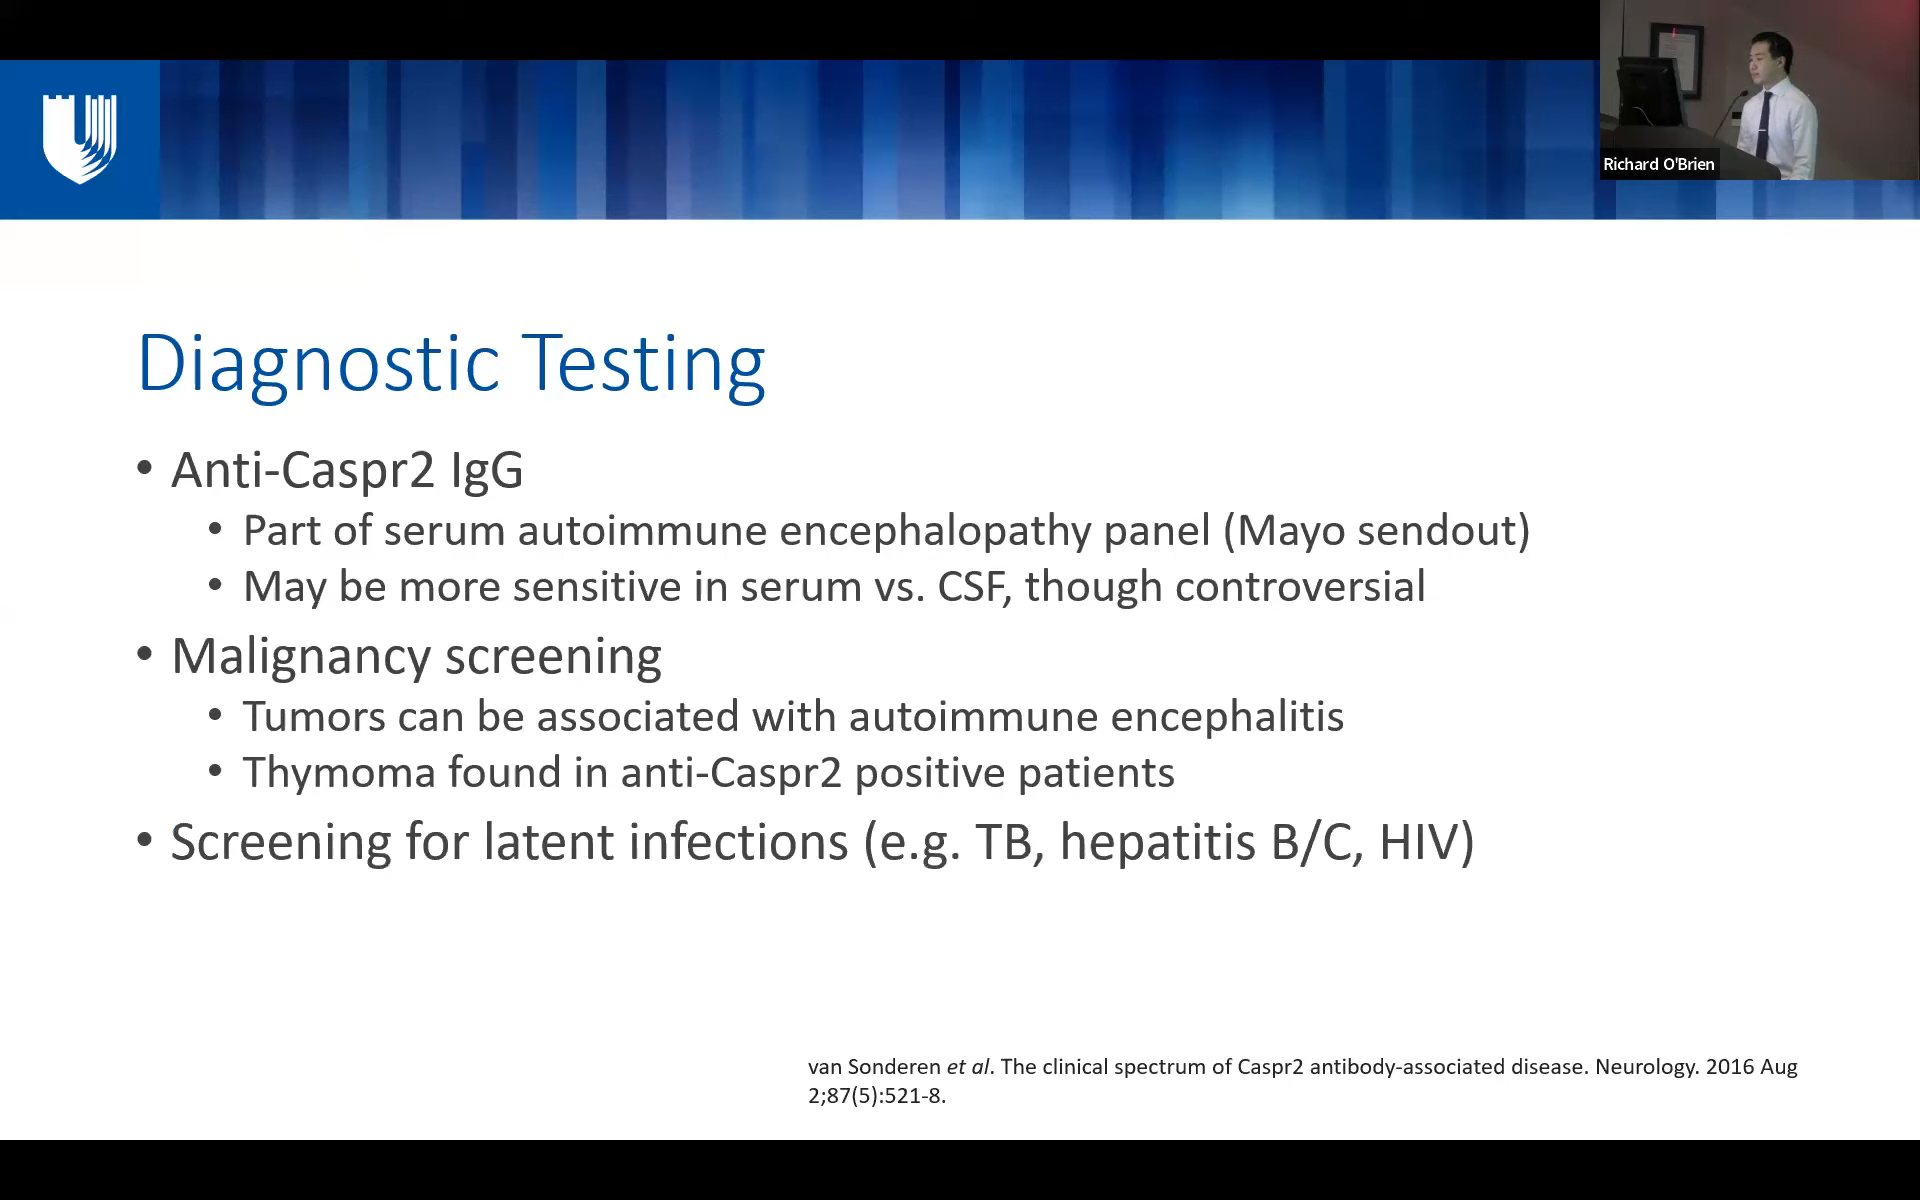 Richard O'Brien
Diagnostic Testing
• Anti-Caspr2 IgG
• Part of serum autoimmune encephalopathy panel (Mayo sendout)
• May be more sensitive in serum vs. CSF, though controversial
• Malignancy screening
• Tumors can be associated with autoimmune encephalitis
• Thymoma found in anti-Caspr2 positive patients
• Screening for latent infections (e.g. TB, hepatitis B/C, HIV)
van Sonderen et al. The clinical spectrum of Caspr2 antibody-associated disease. Neurology. 2016 Aug
2;87(5):521-8.